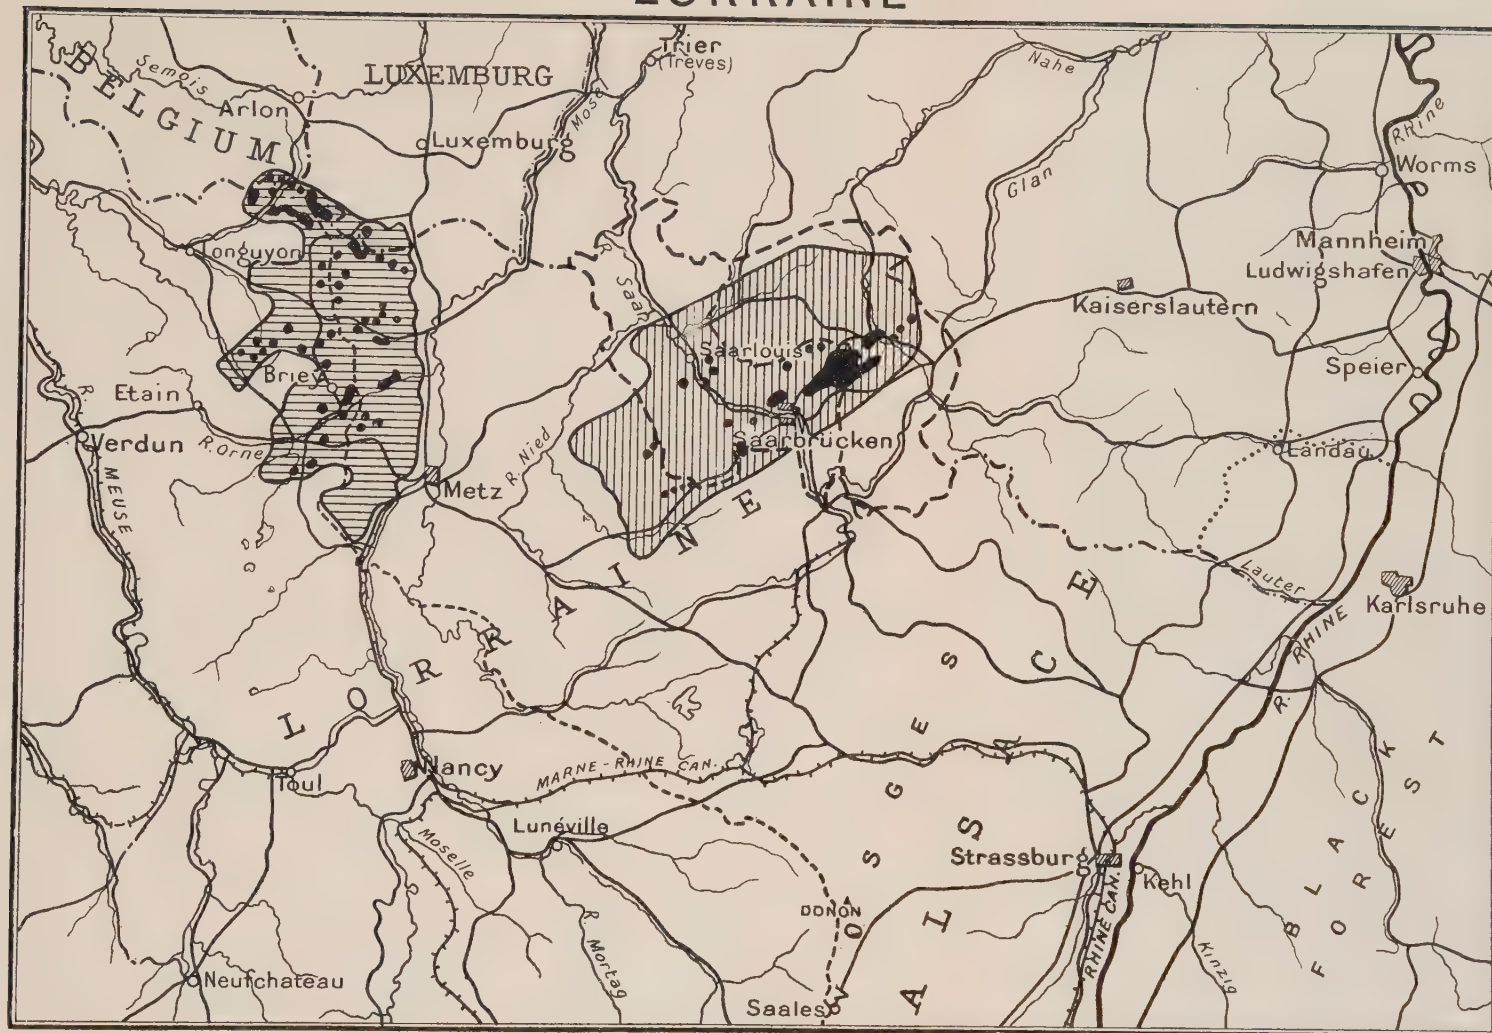 LORRAINE
Trier
(Treves)
Nahe
BELGIUM
Semois
LUXEMBURG
Arlon
Mose
Rhine
Luxemburg
Worms
Glan
Longuyon
R. Saar
Mannheim
Ludwigshafen
Kaiserslautern
Saarlouis
Briey
Speier
Etain
R. Orne
Verdun
R. MEUSE
R. Nied
Saarbrücken
Landau
Metz
LORRAINE
Lauter
Karlsruhe
R. RHINE
ALSACE
VOSGES
Toul
Nancy
MARNE-RHINE CAN.
Lunéville
Moselle
Strassburg
Kehl
BLACK
FOREST
DONON
RHINE CAN.
R. Mortag
Kinzig
Neufchateau
Saales